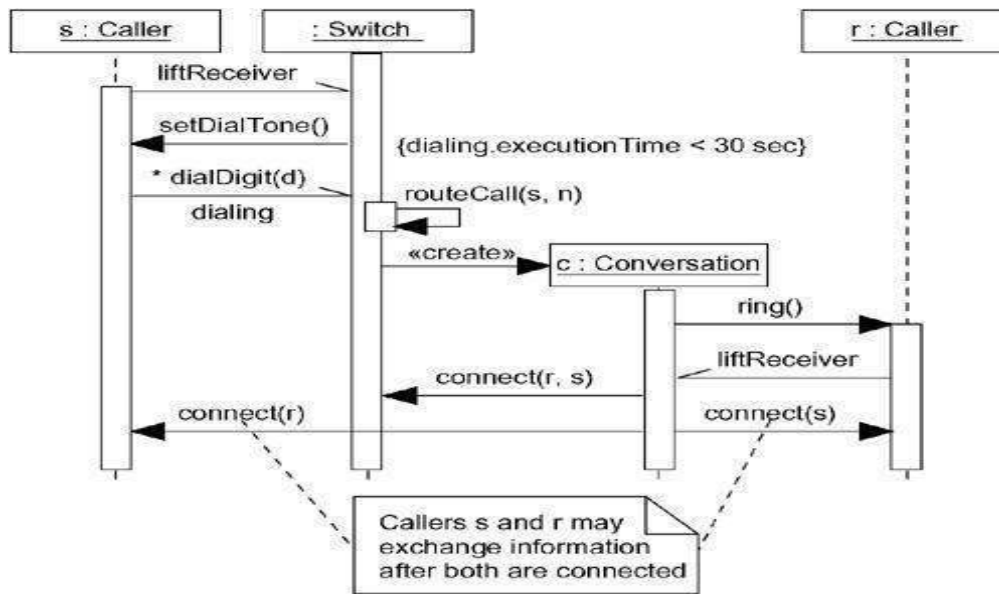 s : Caller
: Switch
r : Caller
liftReceiver
setDialTone()
{dialing.executionTime < 30 sec}
* dialDigit(d)
routeCall(s, n)
dialing
«create»
c : Conversation
ring()
liftReceiver
connect(r, s)
connect(r)
connect(s)
Callers s and r may
exchange information
after both are connected